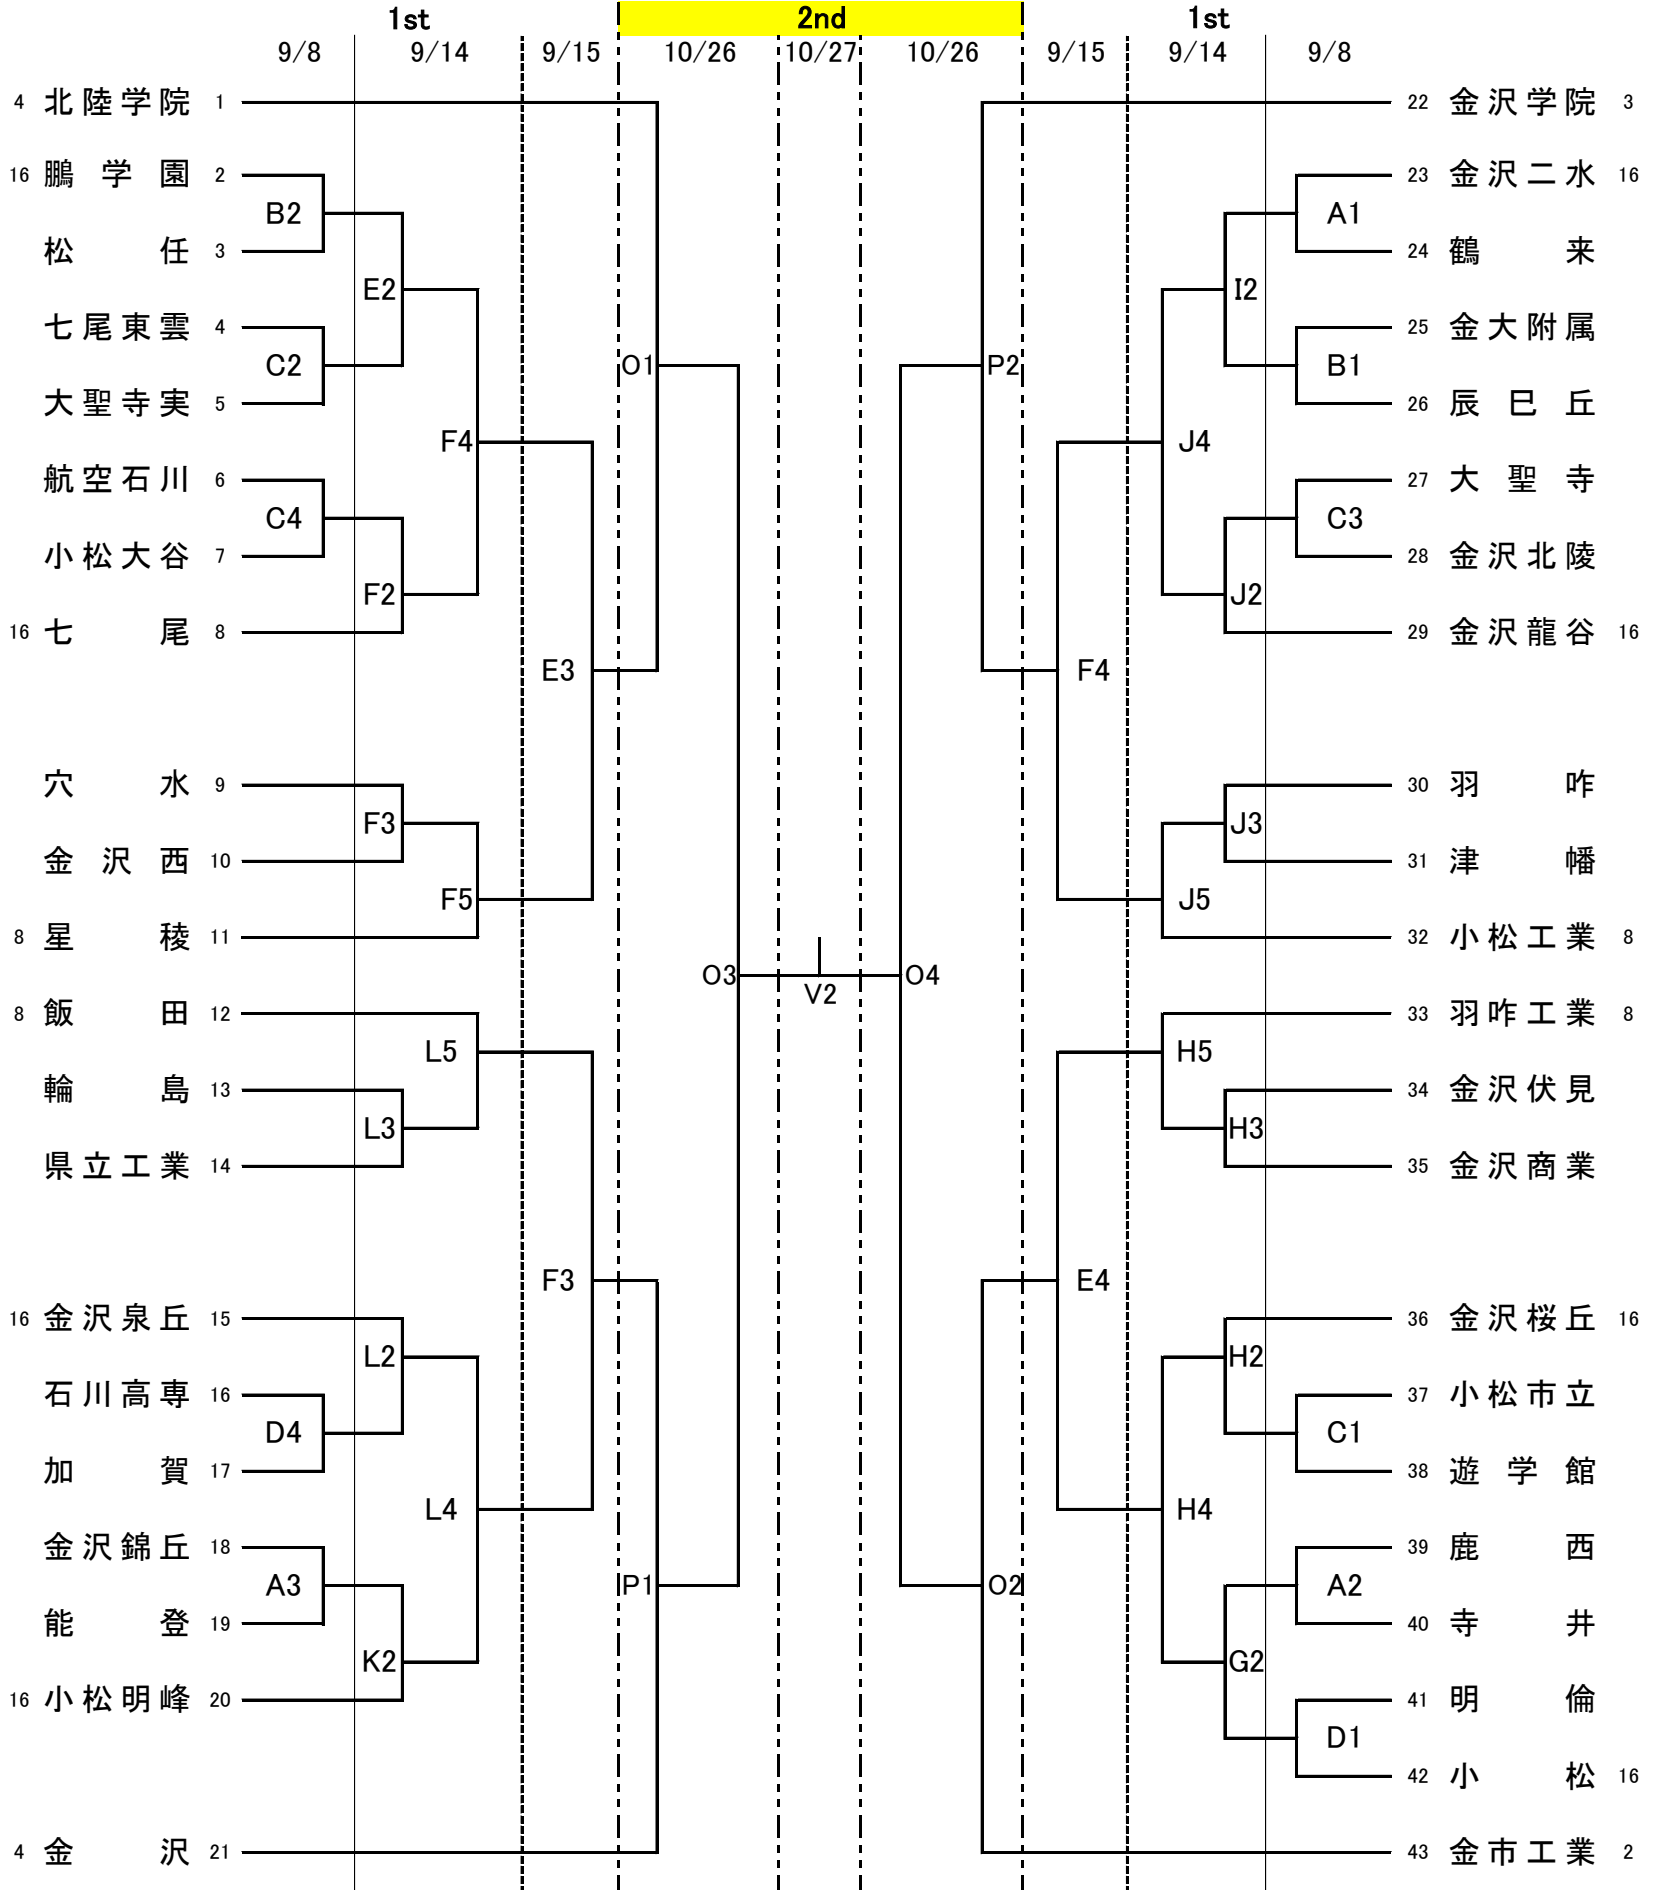 1st 2nd 1st
9/8 9/14 9/15 10/26 10/27 10/26 9/15 9/14 9/8
4 北陸学院 1 22 金沢学院 3
16 鵬学園 2 23 金沢二水 16
B2 A1
松任 3 24 鶴来
E2 I2
七尾東雲 4 25 金大附属
C2 O1 P2 B1
大聖寺実 5 26 辰巳丘
F4 J4
航空石川 6 27 大聖寺
C4 C3
小松大谷 7 28 金沢北陵
F2 J2
16 七尾 8 29 金沢龍谷 16
E3 F4
穴水 9 30 羽咋
F3 J3
金沢西 10 31 津幡
F5 J5
8 星稜 11 32 小松工業 8
O3 V2 O4
8 飯田 12 33 羽咋工業 8
L5 H5
輪島 13 34 金沢伏見
L3 H3
県立工業 14 35 金沢商業
F3 E4
16 金沢泉丘 15 36 金沢桜丘 16
L2 H2
石川高専 16 37 小松市立
D4 C1
加賀 17 38 遊学館
L4 H4
金沢錦丘 18 39 鹿西
A3 P1 O2 A2
能登 19 40 寺井
K2 G2
16 小松明峰 20 41 明倫
D1
42 小松 16
4 金沢 21 43 金市工業 2